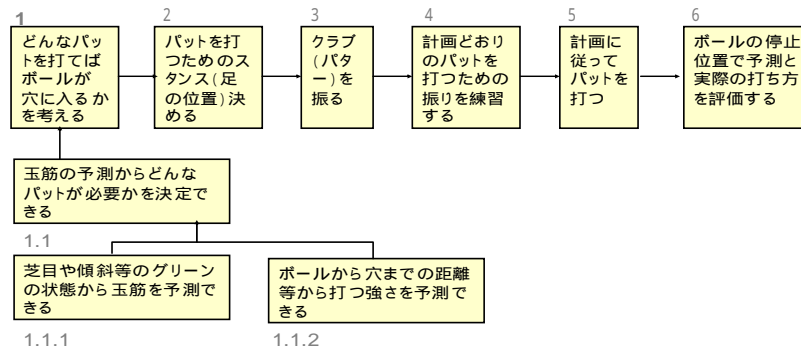 1
どんなパッ
トを打てば
ボールが
穴に入るか
を考える
2
パットを打
つためのス
タンス(足
の位置)決
める
3
クラブ
(パタ
ー)を
振る
4
計画どおり
のパットを
打つための
振りを練習
する
5
計画に
従って
パットを
打つ
6
ボールの停止
位置で予測と
実際の打ち方
を評価する
玉筋の予測からどんな
パットが必要かを決定で
きる
1.1
芝目や傾斜等のグリーン
の状態から玉筋を予測で
きる
1.1.1
ボールから穴までの距離
等から打つ強さを予測で
きる
1.1.2